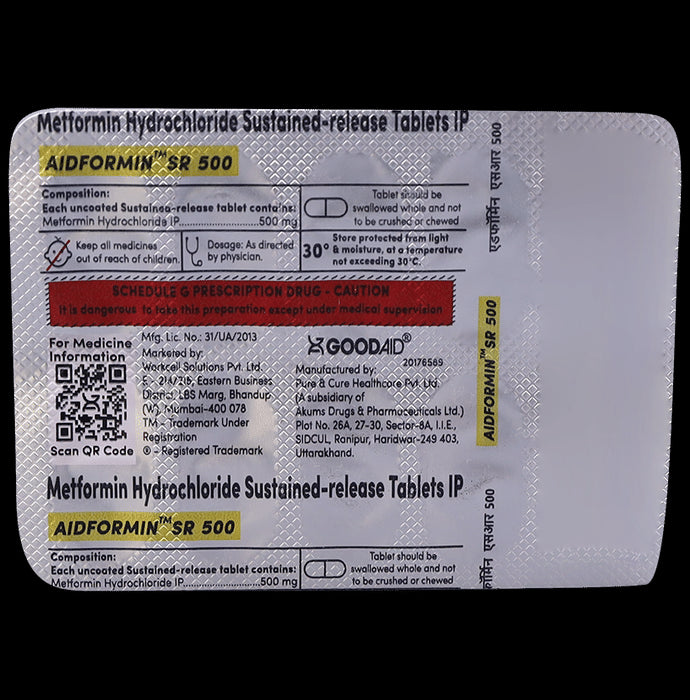 Metformin Hydrochloride Sustained-release Tablets IP
AIDFORMIN™ SR 500
Composition:
Each uncoated Sustained-release tablet contains:
Metformin Hydrochloride IP..................500 mg
Tablet should be
swallowed whole and not
to be crushed or chewed
Keep all medicines
out of reach of children.
Dosage: As directed
by physician.
30°
Store protected from light
& moisture, at a temperature
not exceeding 30°C.
SCHEDULE G PRESCRIPTION DRUG - CAUTION
It is dangerous to take this preparation except under medical supervision
For Medicine
Information
Scan QR Code
Mfg. Lic. No.: 31/UA/2013
Marketed by:
Workcell Solutions Pvt. Ltd.
E - 214/215, Eastern Business
District, LBS Marg, Bhandup
(W), Mumbai-400 078
TM - Trademark Under
Registration
® - Registered Trademark
GOODAID®
20176569
Manufactured by:
Pure & Cure Healthcare Pvt. Ltd.
(A subsidiary of
Akums Drugs & Pharmaceuticals Ltd.)
Plot No. 26A, 27-30, Sector-8A, I.I.E.,
SIDCUL, Ranipur, Haridwar-249 403,
Uttarakhand.
Metformin Hydrochloride Sustained-release Tablets IP
AIDFORMIN™ SR 500
Composition:
Each uncoated Sustained-release tablet contains:
Metformin Hydrochloride IP..................500 mg
Tablet should be
swallowed whole and not
to be crushed or chewed
एडफॉर्मिन एसआर 500
AIDFORMIN™ SR 500
फॉर्मिन एसआर 500